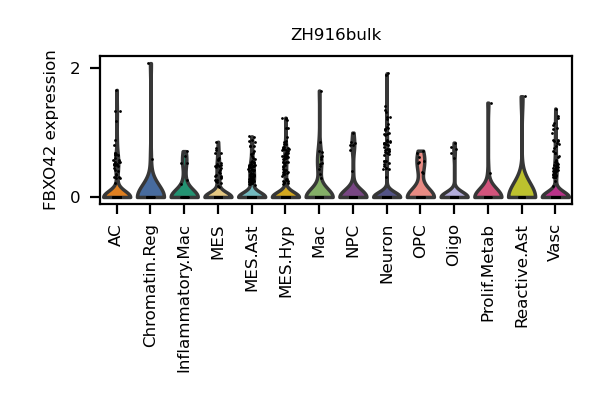 ZH916bulk
FBXO42 expression
2
0
AC
Chromatin.Reg
Inflammatory.Mac
MES
MES.Ast
MES.Hyp
Mac
NPC
Neuron
OPC
Oligo
Prolif.Metab
Reactive.Ast
Vasc